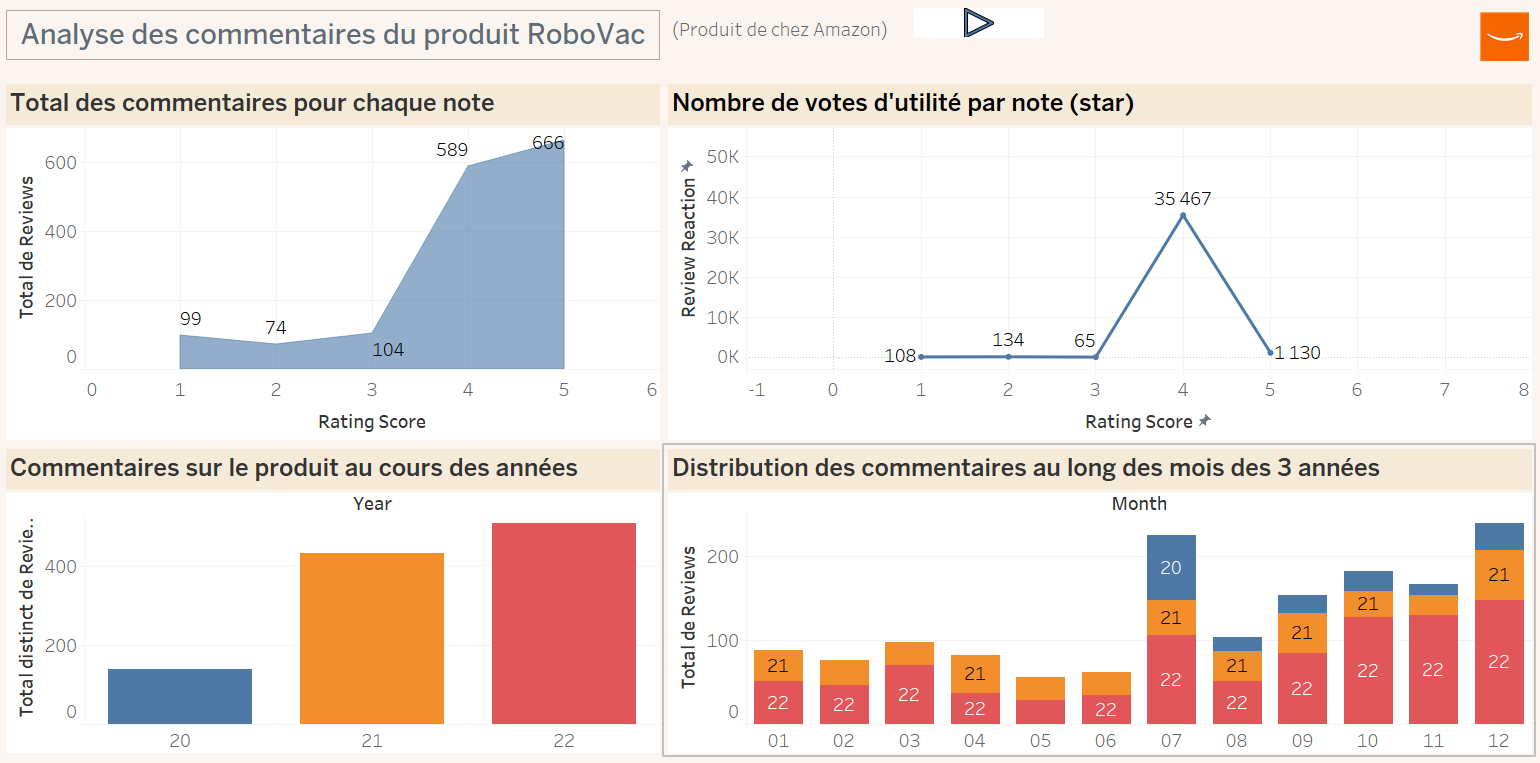 Analyse des commentaires du produit RoboVac
(Produit de chez Amazon)
Total des commentaires pour chaque note
Total de Reviews
600
400
200
0
99
74
104
589
666
0 1 2 3 4 5 6
Rating Score
Nombre de votes d'utilité par note (star)
Review Reaction
50K
40K
30K
20K
10K
0K
108
134
65
35 467
1 130
-1 0 1 2 3 4 5 6 7 8
Rating Score
Commentaires sur le produit au cours des années
Year
Total distinct de Revie..
400
200
0
20 21 22
Distribution des commentaires au long des mois des 3 années
Month
Total de Reviews
200
100
0
21
22
22
22
21
22
22
20
21
22
21
22
21
22
21
22
22
21
22
01 02 03 04 05 06 07 08 09 10 11 12